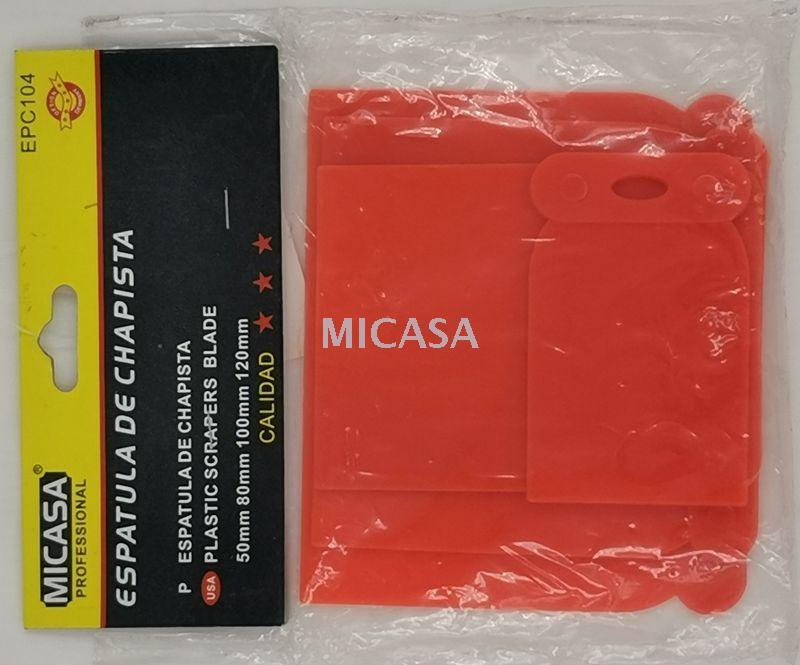 EPC104
MICASA®
PROFESSIONAL
ESPATULA DE CHAPISTA
P ESPATULA DE CHAPISTA
USA PLASTIC SCRAPERS BLADE
50mm 80mm 100mm 120mm
CALIDAD
MICASA